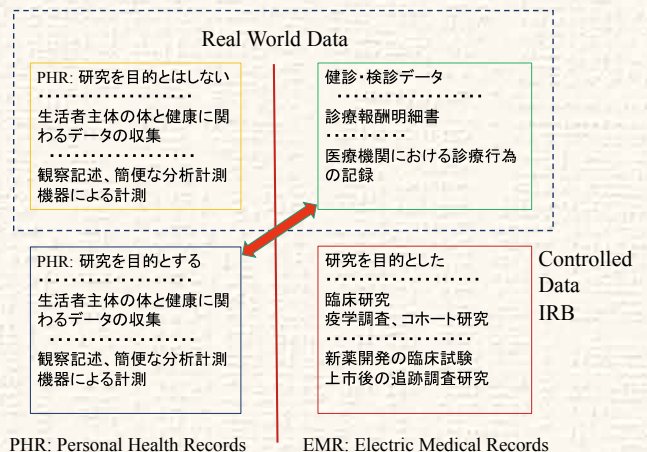 Real World Data
PHR: 研究を目的とはしない
・・・・・・・・・・・・・・・・・・
生活者主体の体と健康に関
わるデータの収集
・・・・・・・・・・・・・・・・・・
観察記述、簡便な分析計測
機器による計測
健診・検診データ
・・・・・・・・・・・・・・・・・・
診療報酬明細書
・・・・・・・・・・
医療機関における診療行為
の記録
PHR: 研究を目的とする
・・・・・・・・・・・・・・・・・・
生活者主体の体と健康に関
わるデータの収集
・・・・・・・・・・・・・・・・・・
観察記述、簡便な分析計測
機器による計測
研究を目的とした
・・・・・・・・・・・・・・・・・・
臨床研究
疫学調査、コホート研究
・・・・・・・・・・・・・・・・・・
新薬開発の臨床試験
上市後の追跡調査研究
Controlled
Data
IRB
PHR: Personal Health Records
EMR: Electric Medical Records